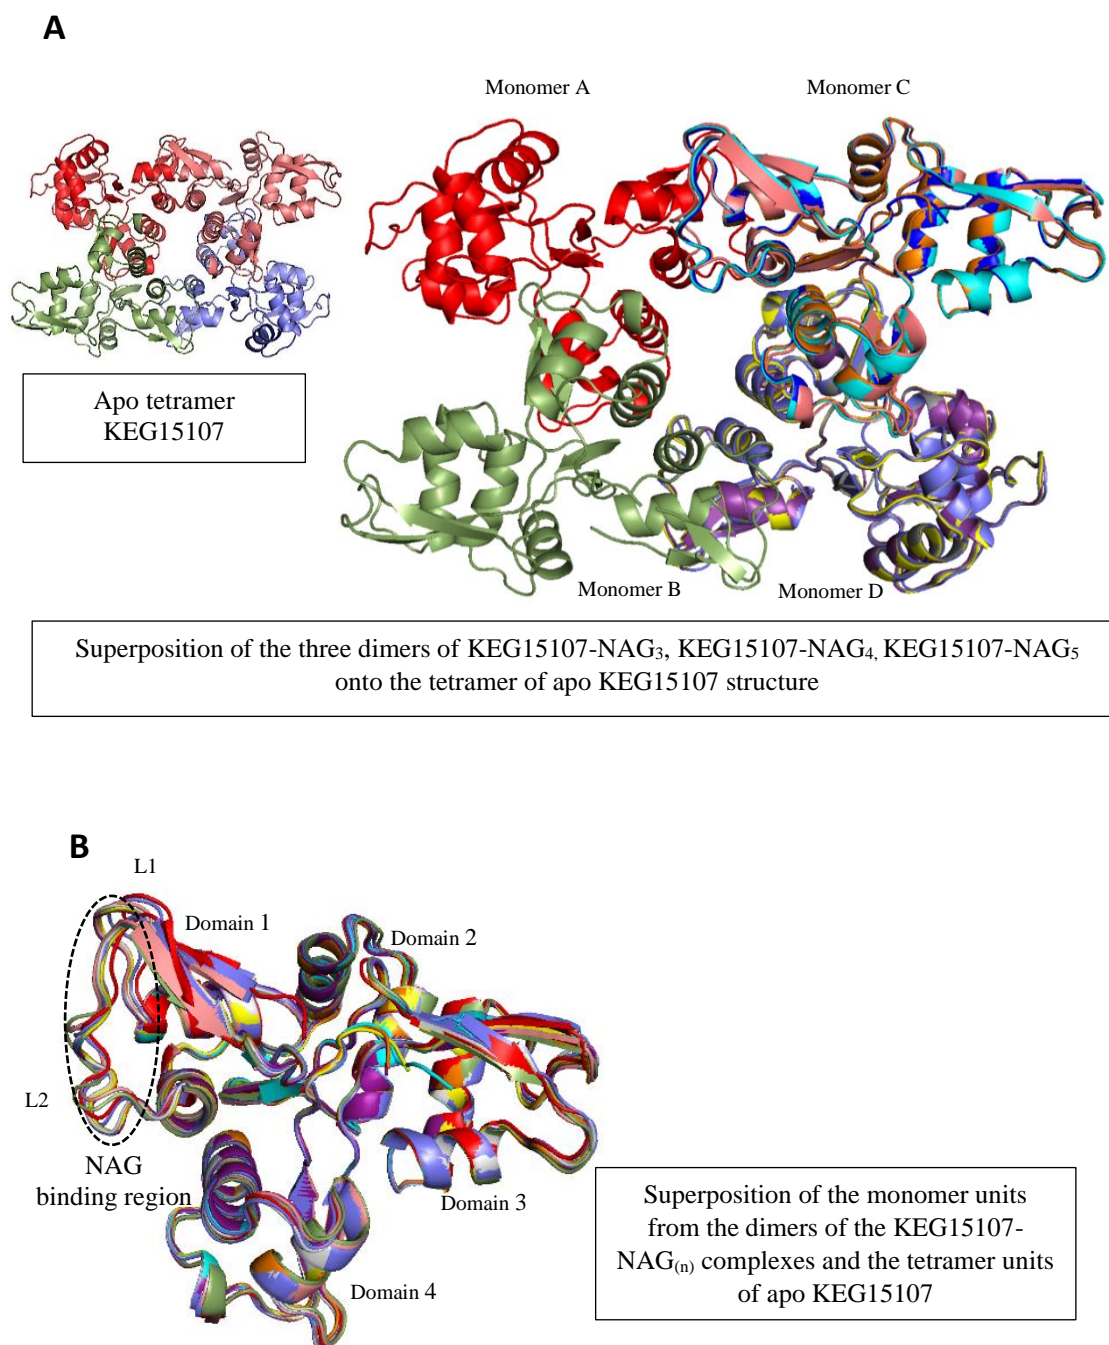 A
Monomer A
Monomer C
Apo tetramer
KEG15107
Monomer B
Monomer D
Superposition of the three dimers of KEG15107-NAG₃, KEG15107-NAG₄, KEG15107-NAG₅
onto the tetramer of apo KEG15107 structure
B
L1
Domain 1
Domain 2
L2
NAG
binding region
Domain 3
Domain 4
Superposition of the monomer units
from the dimers of the KEG15107-
NAG₍ₙ₎ complexes and the tetramer units
of apo KEG15107